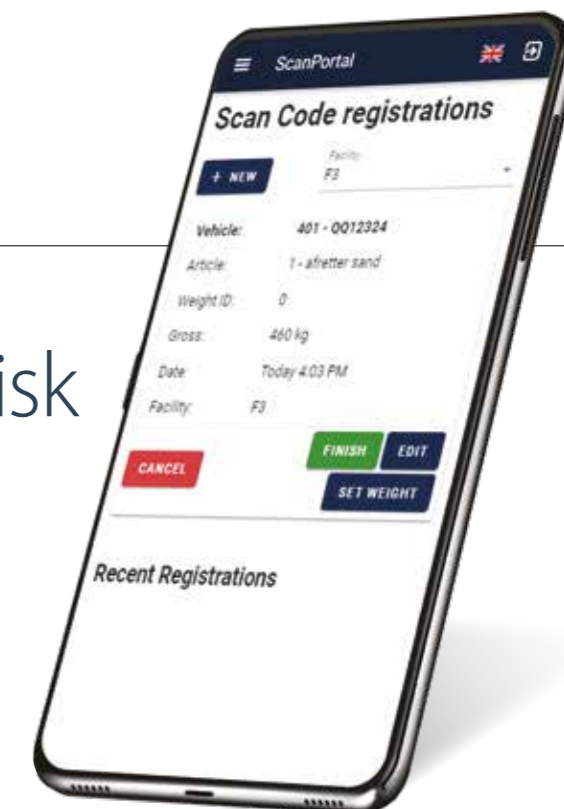 ScanPortal
Scan Code registrations
+ NEW
Facility
F3
Vehicle: 401 - QQ12324
Article: 1 - afretter sand
Weight ID: 0
Gross: 460 kg
Date: Today 4:03 PM
Facility: F3
CANCEL
FINISH EDIT
SET WEIGHT
Recent Registrations
isk